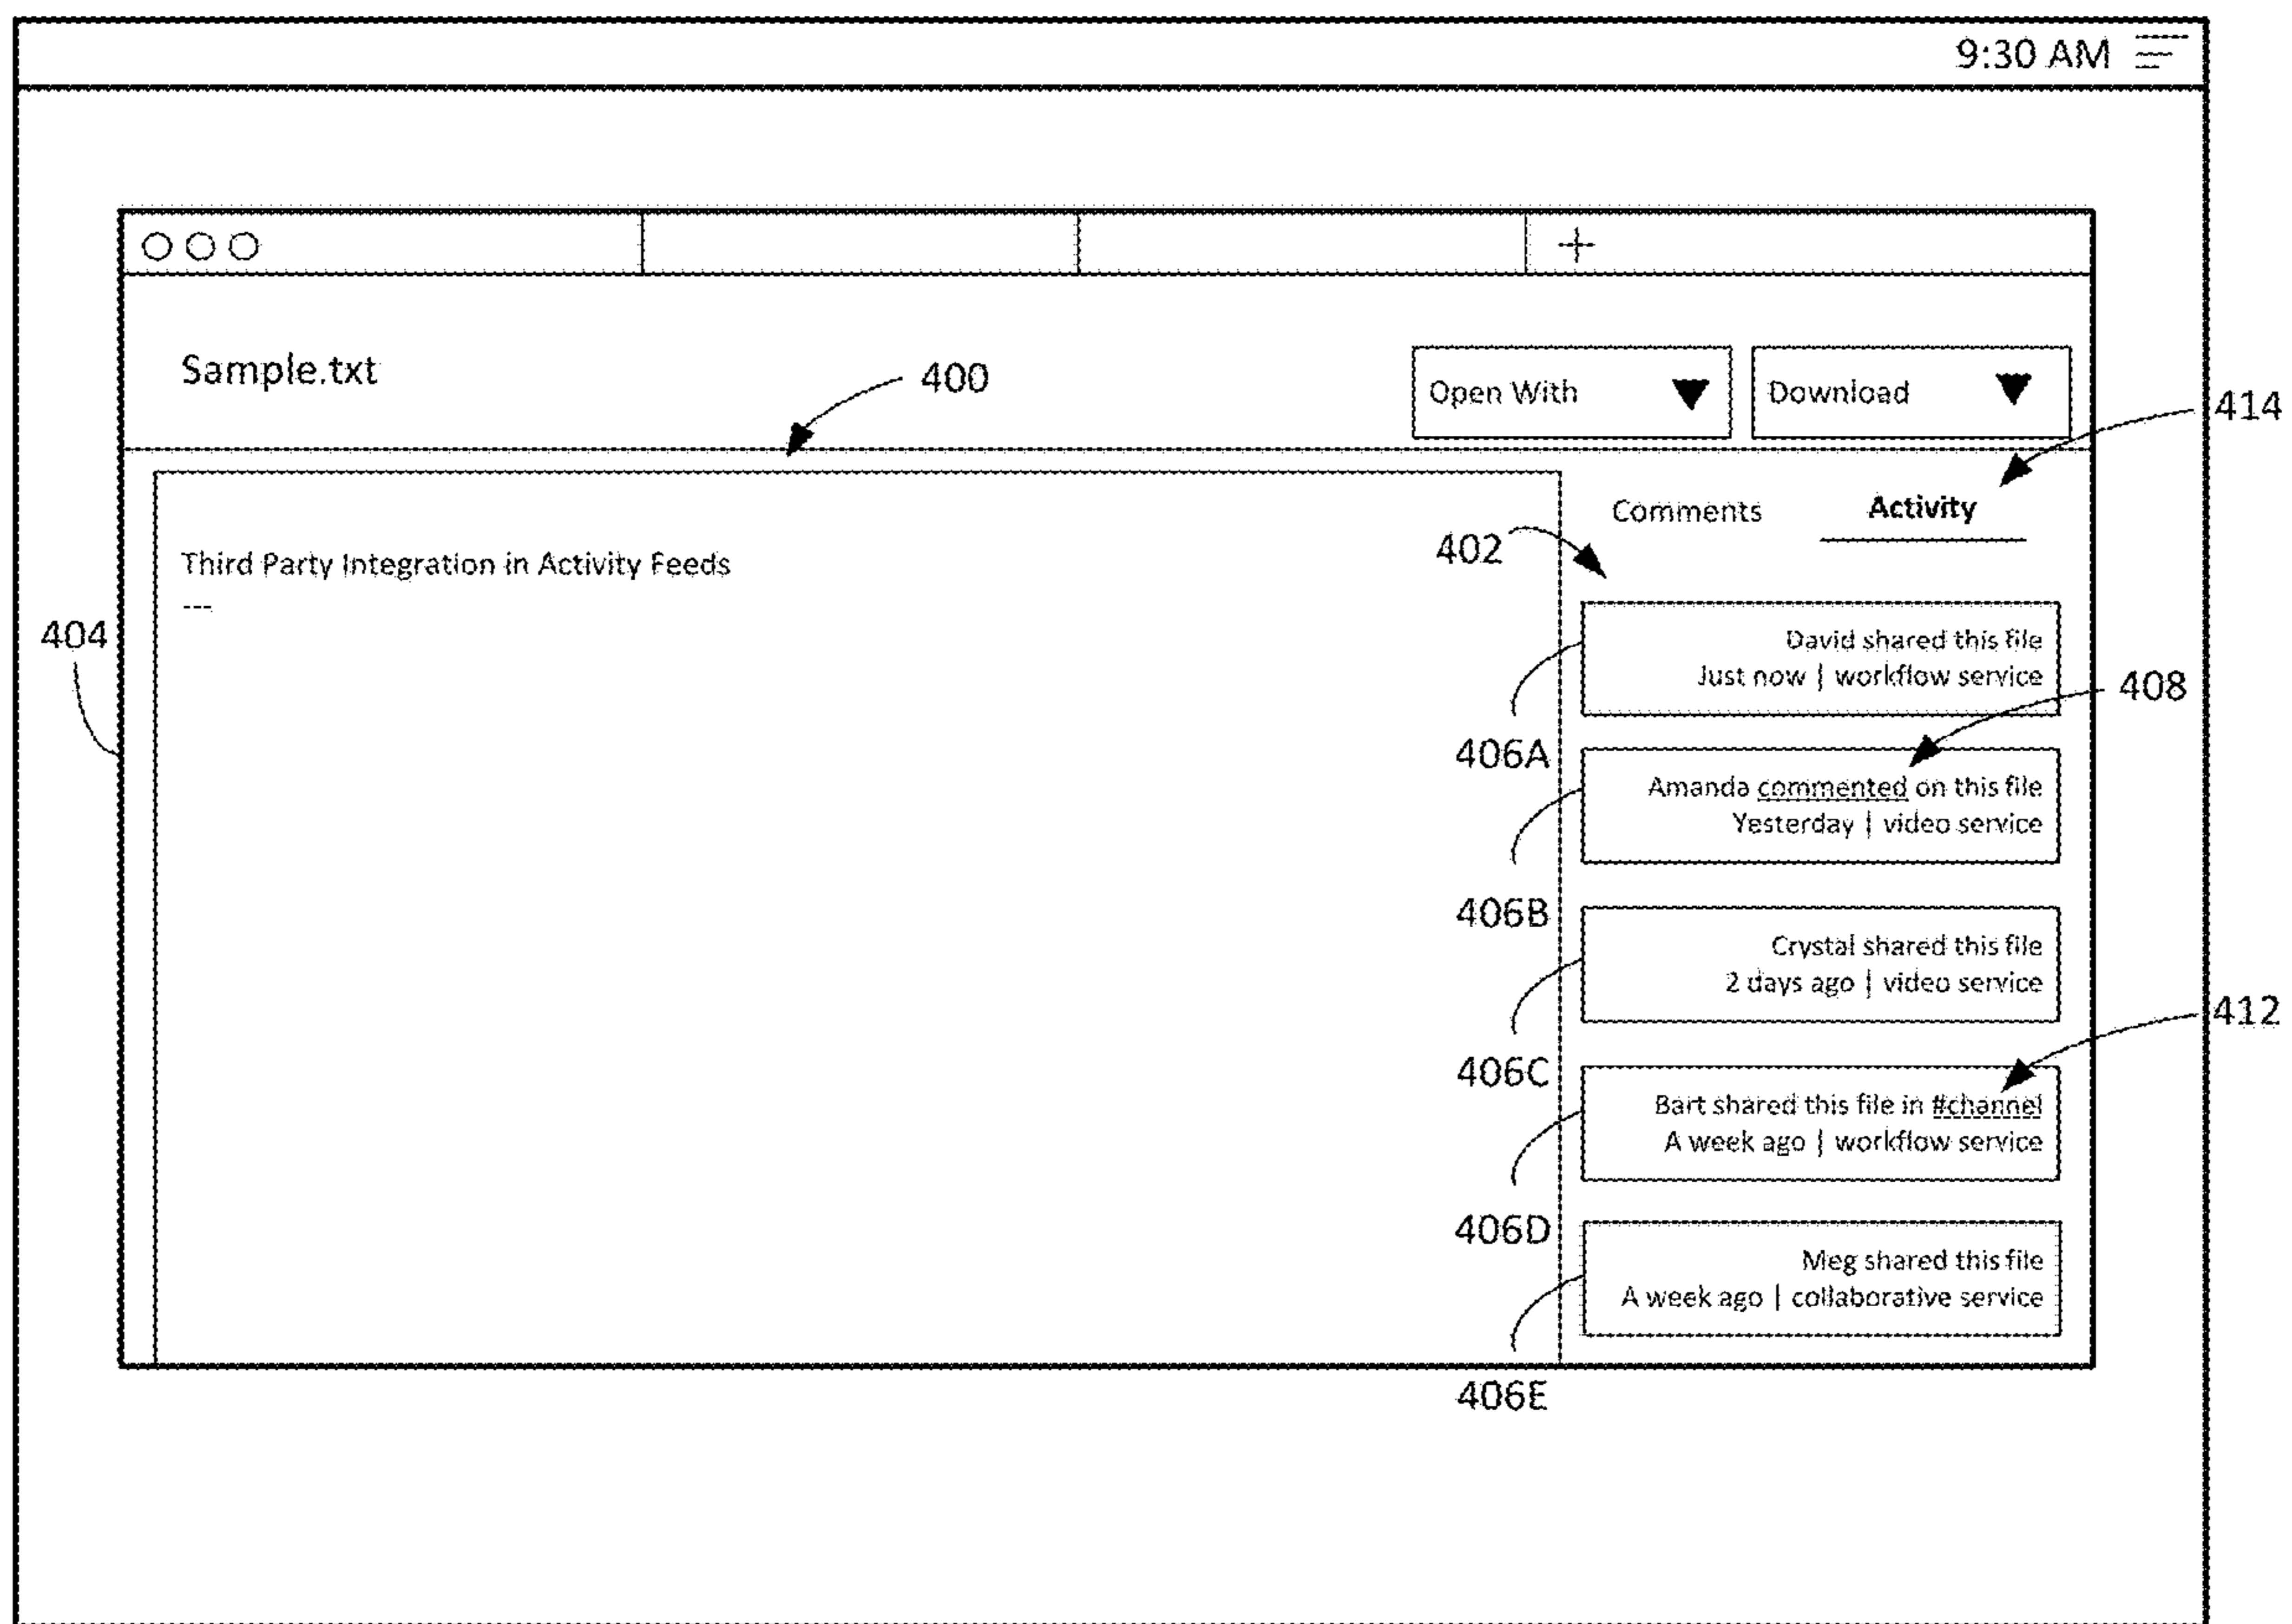 9:30 AM
Sample.txt
400
Open With
Download
414
Comments
Activity
402
Third Party Integration in Activity Feeds
---
404
David shared this file
Just now | workflow service
408
406A
Amanda commented on this file
Yesterday | video service
406B
Crystal shared this file
2 days ago | video service
412
406C
Bart shared this file in #channel
A week ago | workflow service
406D
Meg shared this file
A week ago | collaborative service
406E